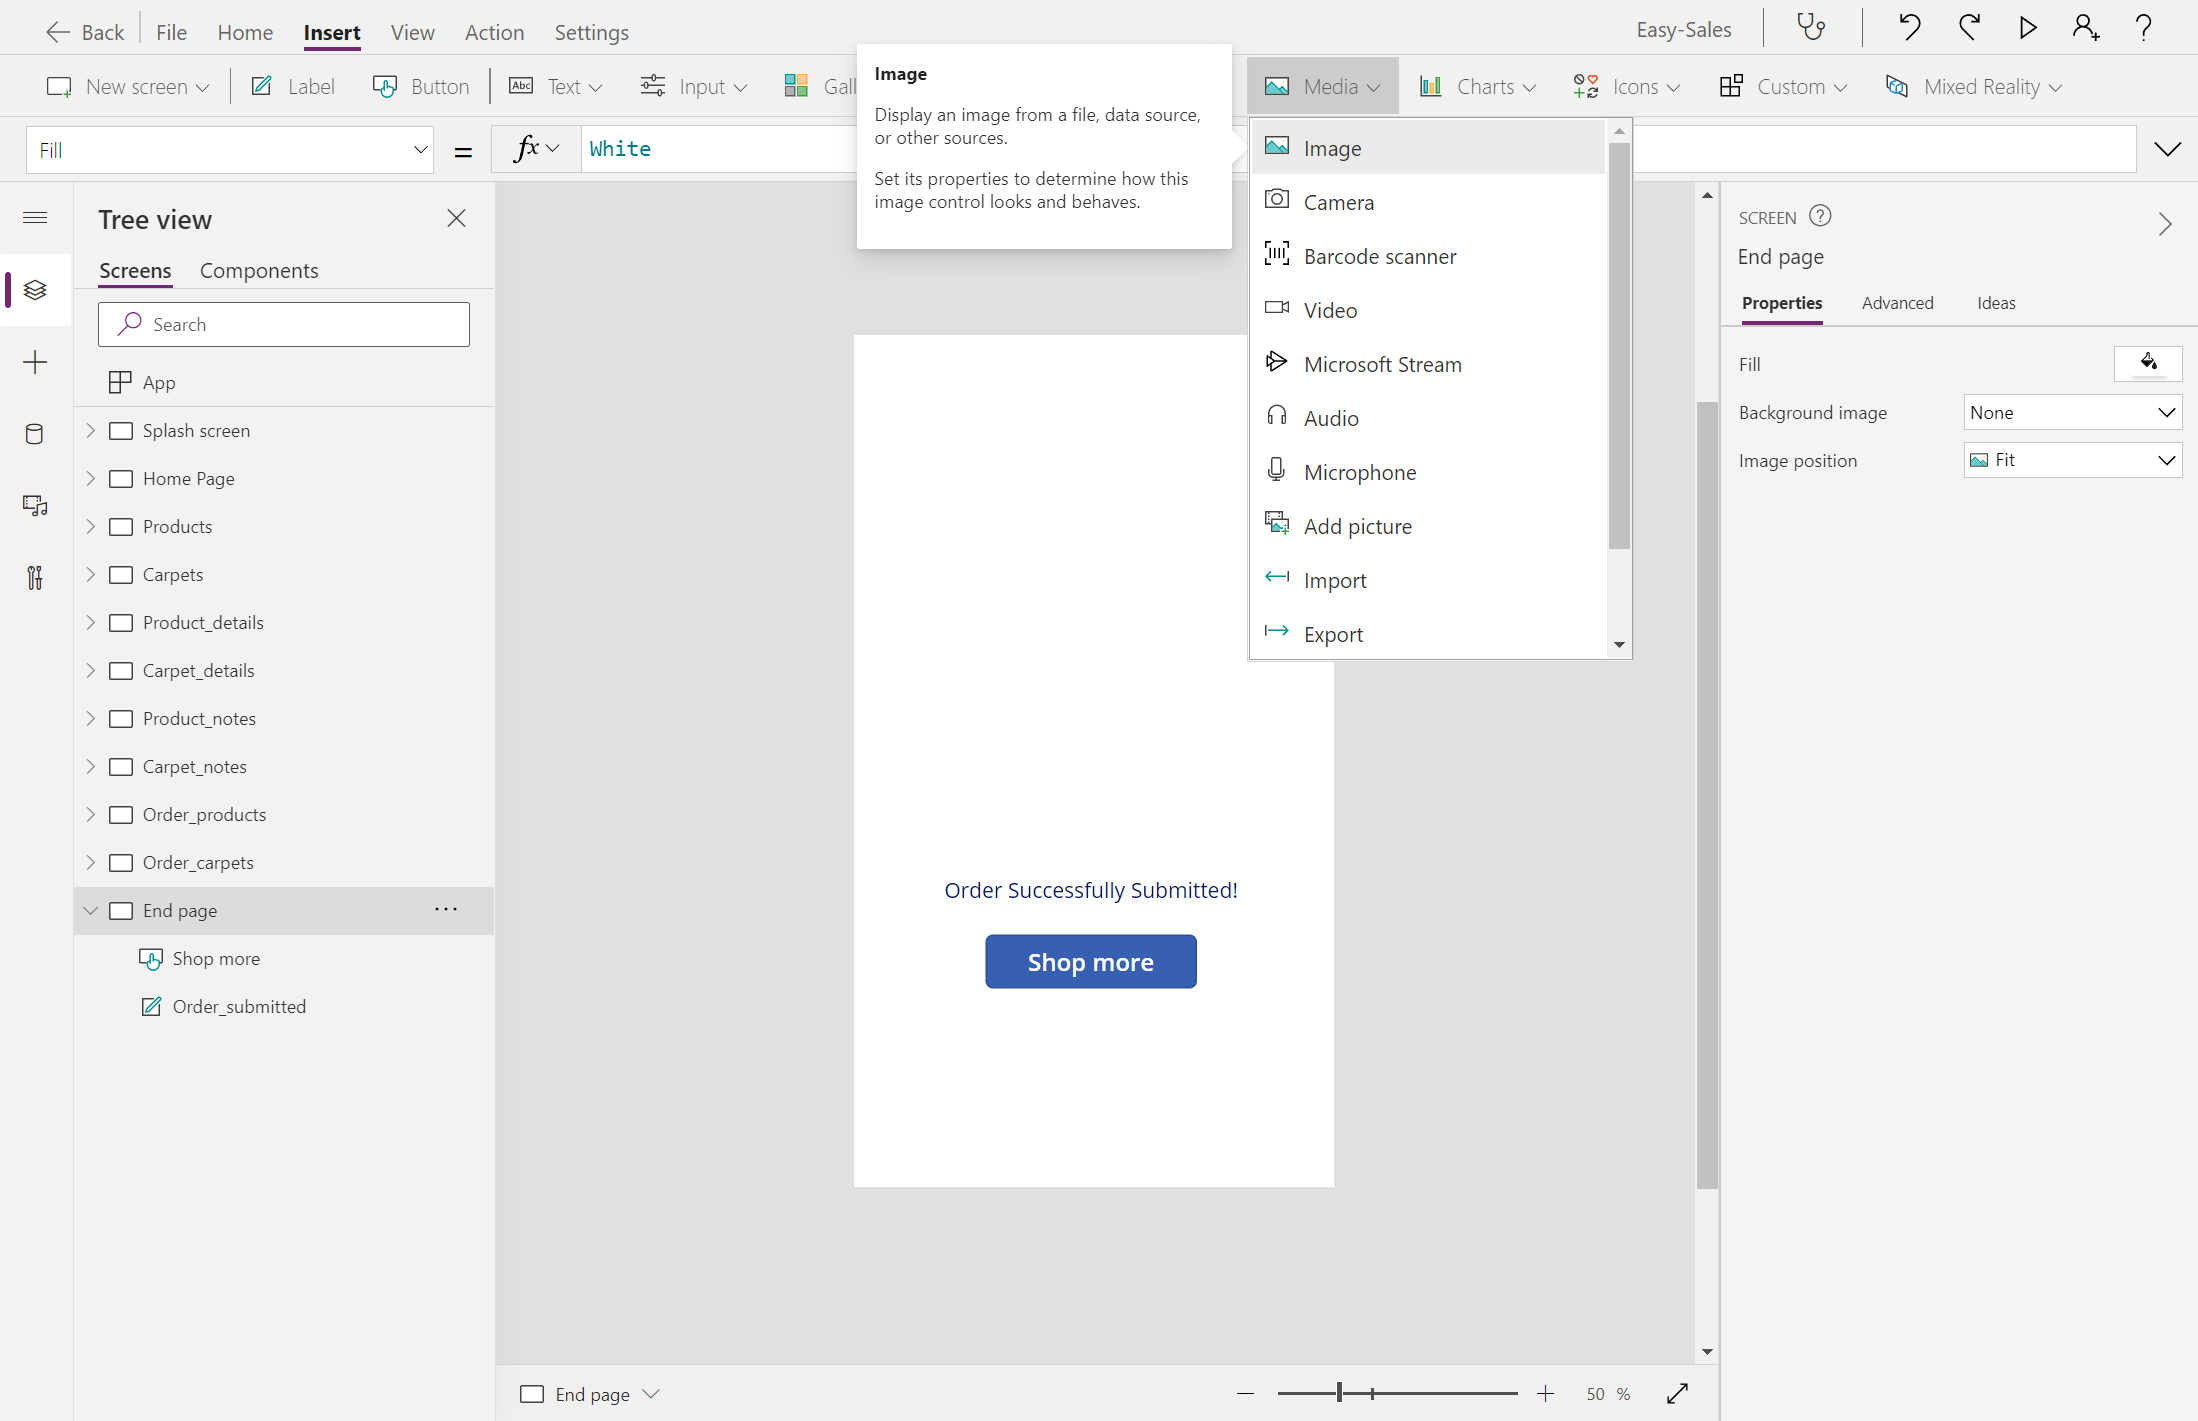 Back
File
Home
Insert
View
Action
Settings
Easy-Sales
New screen
Label
Button
Abc
Text
Input
Gall
Media
Charts
Icons
Custom
Mixed Reality
Fill
=
fx
White
Image
Display an image from a file, data source,
or other sources.
Set its properties to determine how this
image control looks and behaves.
Image
Camera
Barcode scanner
Video
Microsoft Stream
Audio
Microphone
Add picture
Import
Export
Tree view
Screens
Components
Search
App
Splash screen
Home Page
Products
Carpets
Product_details
Carpet_details
Product_notes
Carpet_notes
Order_products
Order_carpets
End page
Shop more
Order_submitted
Order Successfully Submitted!
Shop more
SCREEN
End page
Properties
Advanced
Ideas
Fill
Background image
None
Image position
Fit
End page
50 %